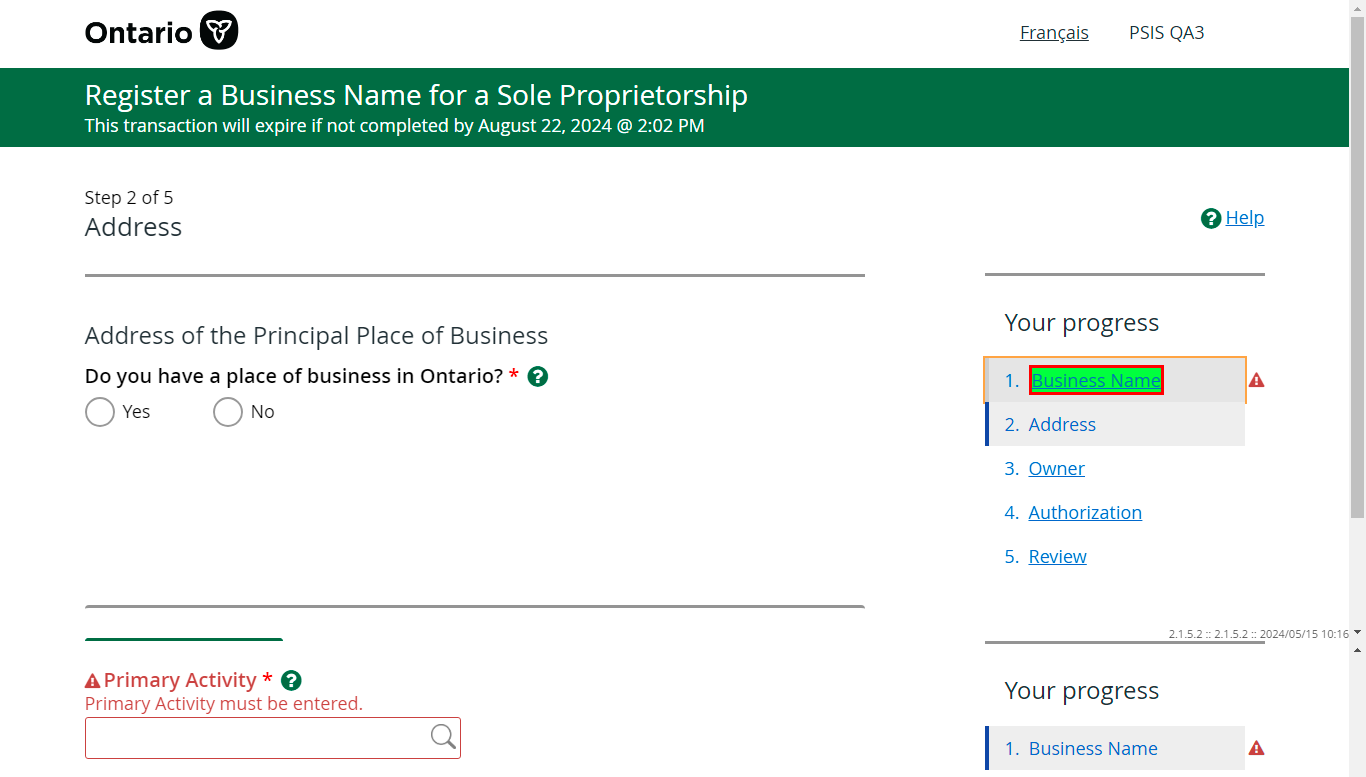 Ontario
Français
PSIS QA3
Register a Business Name for a Sole Proprietorship
This transaction will expire if not completed by August 22, 2024 @ 2:02 PM
Step 2 of 5
Address
? Help
Address of the Principal Place of Business
Do you have a place of business in Ontario? * ?
Yes
No
Your progress
1. Business Name
2. Address
3. Owner
4. Authorization
5. Review
2.1.5.2 :: 2.1.5.2 :: 2024/05/15 10:16
Primary Activity * ?
Primary Activity must be entered.
Your progress
1. Business Name